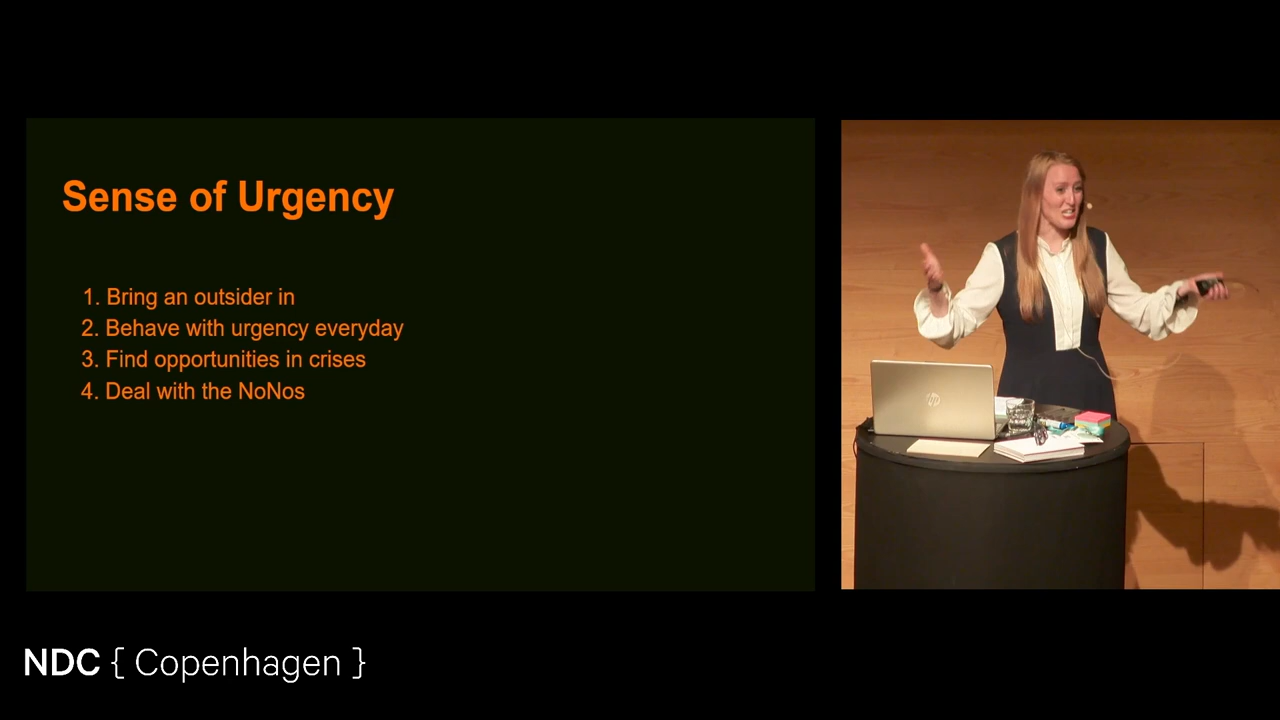 Sense of Urgency
1. Bring an outsider in
2. Behave with urgency everyday
3. Find opportunities in crises
4. Deal with the NoNos
hp
NDC { Copenhagen }